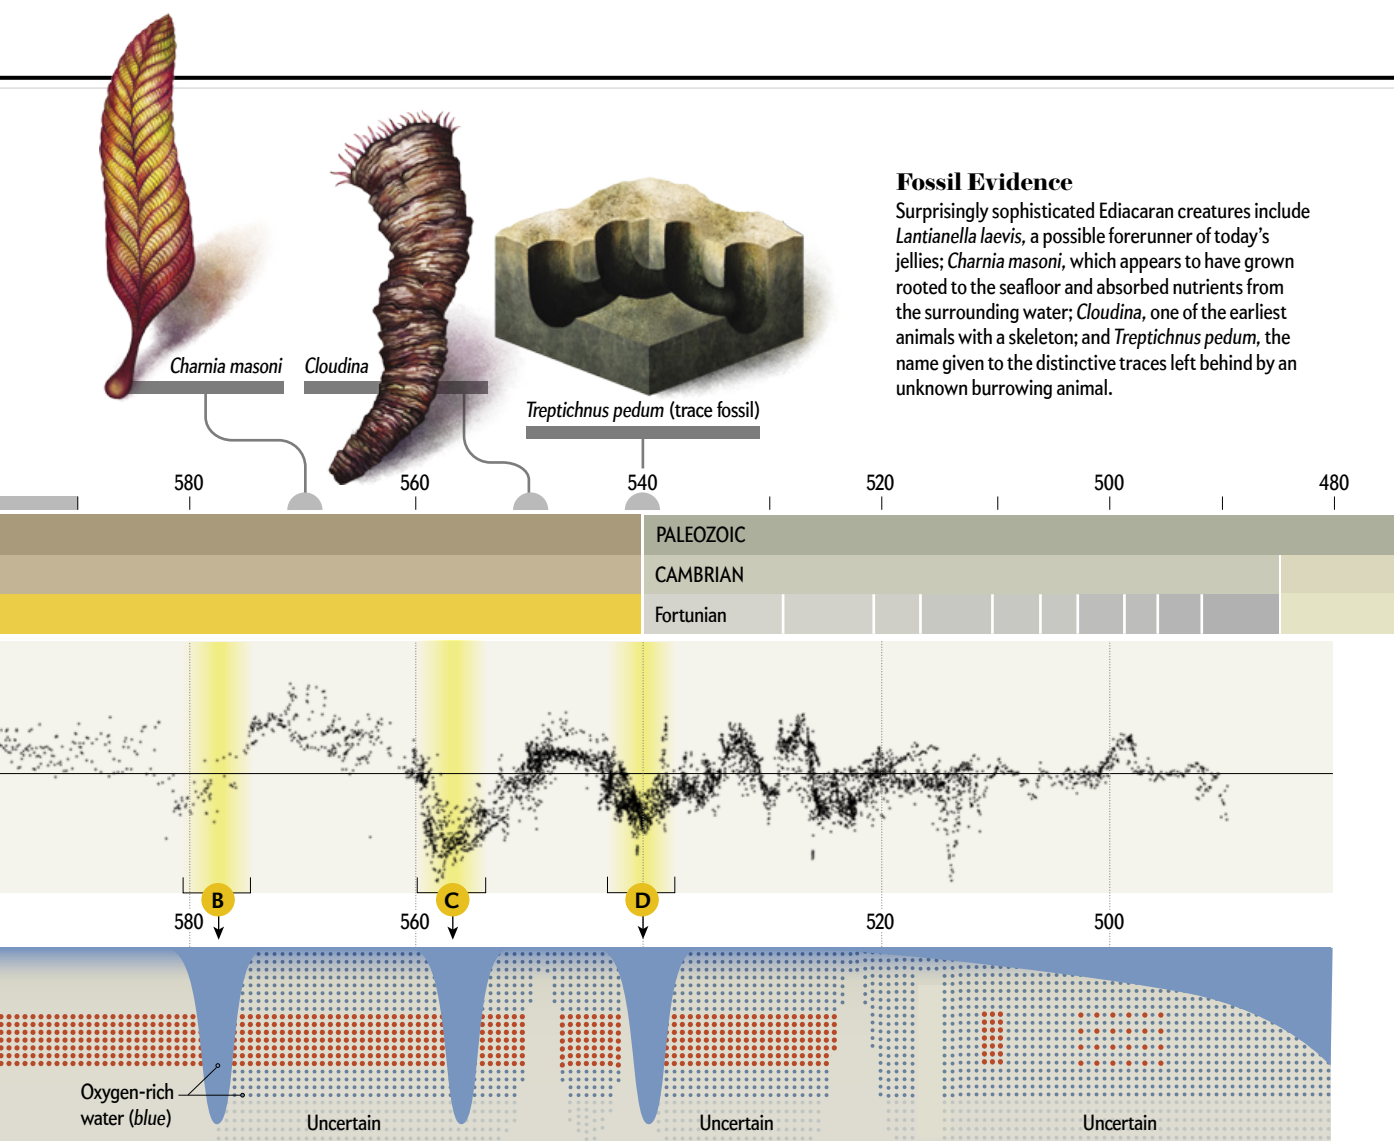 Fossil Evidence
Surprisingly sophisticated Ediacaran creatures include
Lantianella laevis, a possible forerunner of today's
jellies; Charnia masoni, which appears to have grown
rooted to the seafloor and absorbed nutrients from
the surrounding water; Cloudina, one of the earliest
animals with a skeleton; and Treptichnus pedum, the
name given to the distinctive traces left behind by an
unknown burrowing animal.
Charnia masoni
Cloudina
Treptichnus pedum (trace fossil)
580
560
540
520
500
480
PALEOZOIC
CAMBRIAN
Fortunian
B
C
D
580
560
520
500
Oxygen-rich
water (blue)
Uncertain
Uncertain
Uncertain